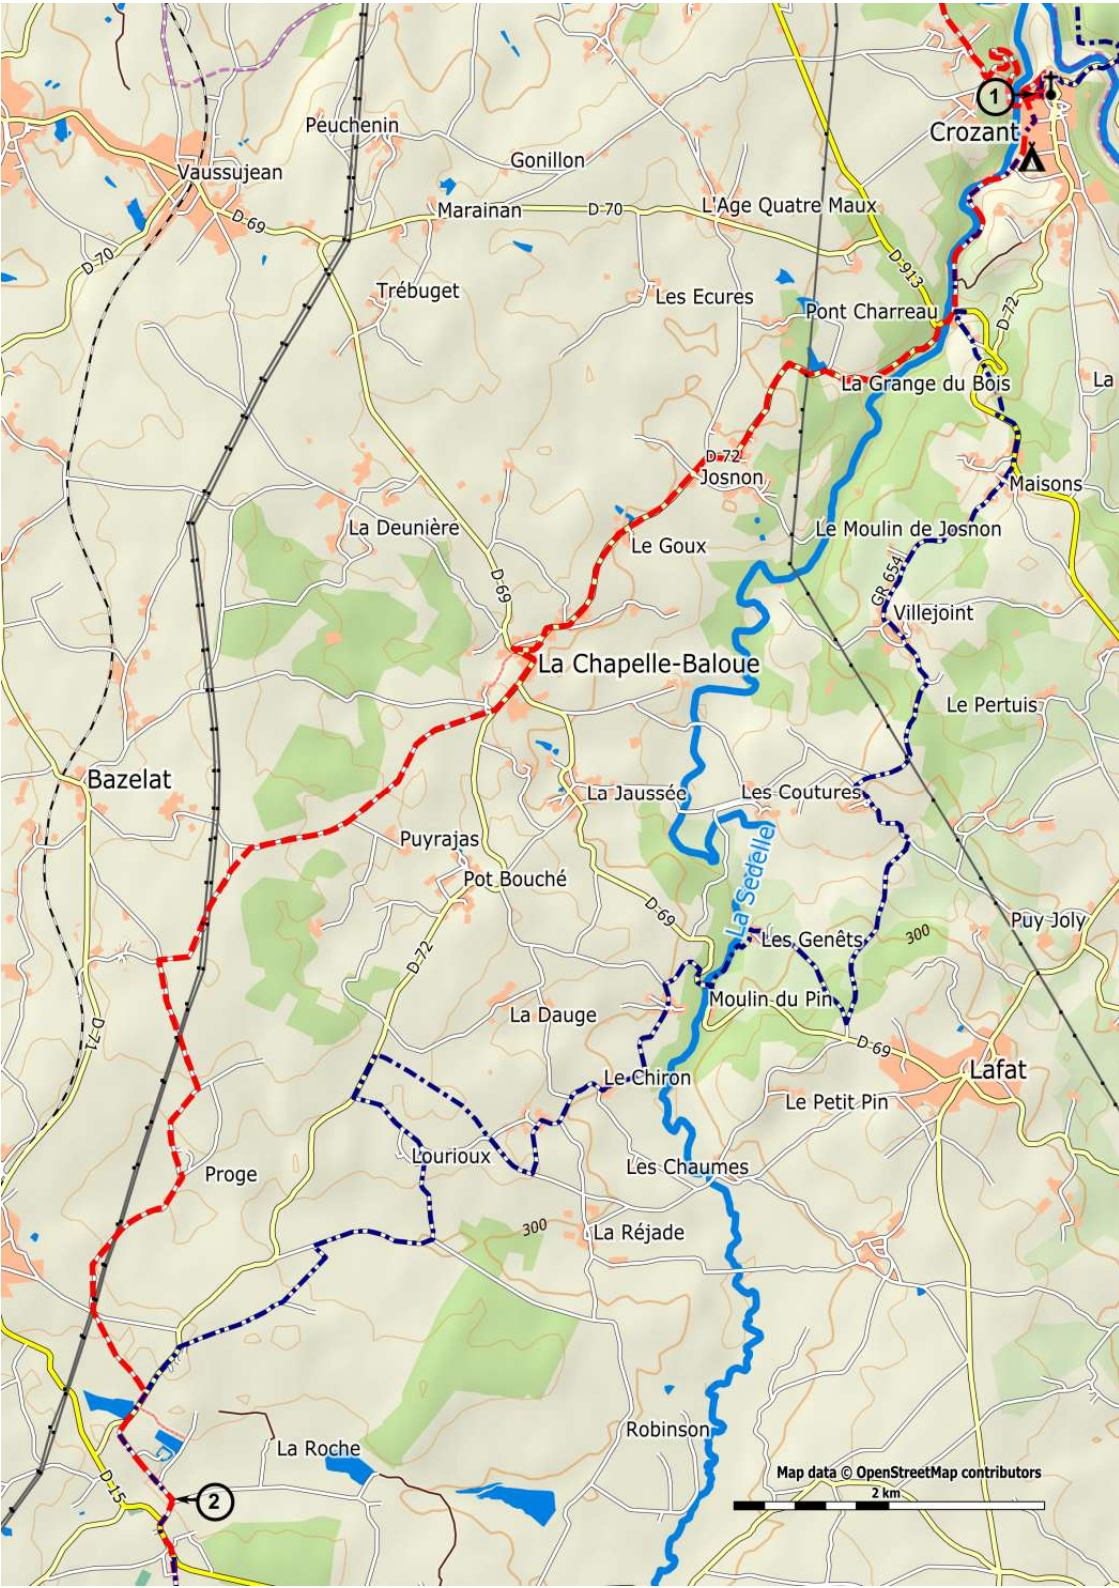 1
Crozant
Peuchenin
Gonillon
Vaussujean
D 69
Marainan
D 70
L'Age Quatre Maux
D 70
D 913
Trébuget
Les Ecures
Pont Charreau
D 72
La Grange du Bois
La
D 72
Josnon
Maisons
La Deunière
Le Goux
Le Moulin de Josnon
D 69
GR 654
Villejoint
La Chapelle-Baloue
Le Pertuis
Bazelat
La Jaussée
Les Coutures
Puyrajas
Pot Bouché
La Sedelle
D 69
Les Genêts
300
Puy Joly
D 72
Moulin du Pin
La Dauge
D 71
D 69
Lafat
Le Chiron
Le Petit Pin
Lourioux
Les Chaumes
Proge
300
La Réjade
Robinson
La Roche
Map data © OpenStreetMap contributors
2 km
D 15
2